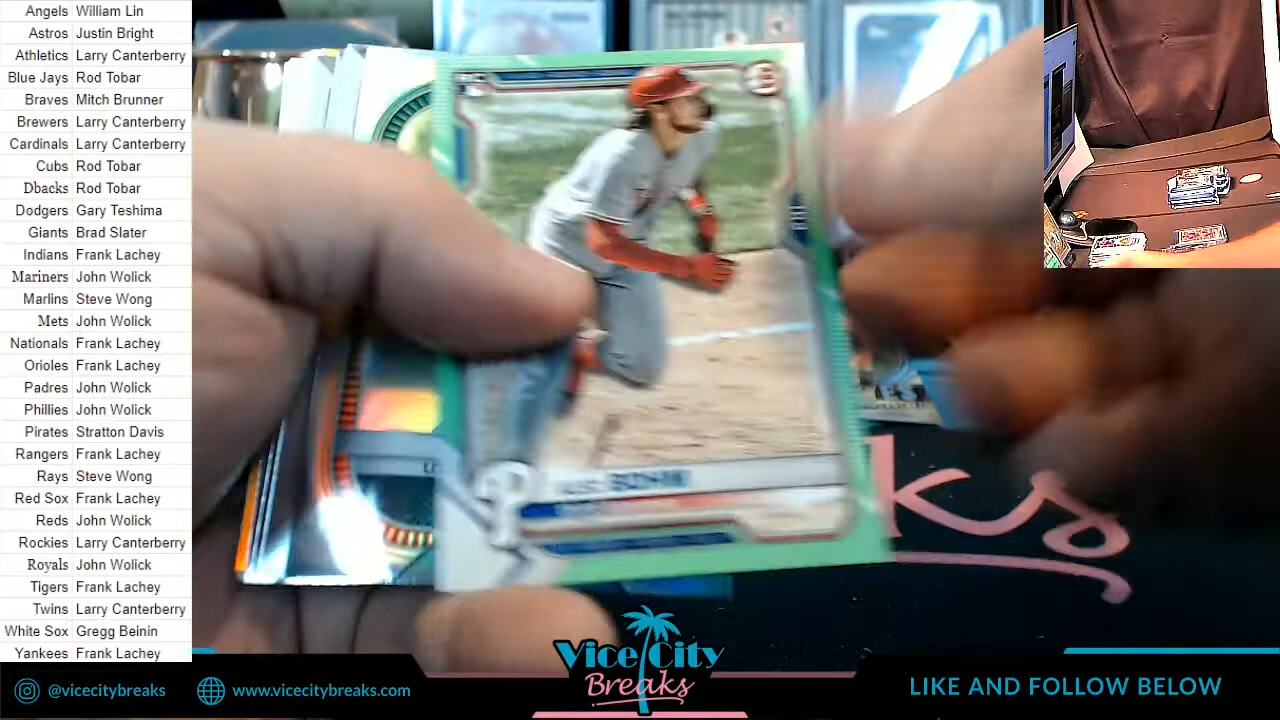 Angels William Lin
Astros Justin Bright
Athletics Larry Canterberry
Blue Jays Rod Tobar
Braves Mitch Brunner
Brewers Larry Canterberry
Cardinals Larry Canterberry
Cubs Rod Tobar
Dbacks Rod Tobar
Dodgers Gary Teshima
Giants Brad Slater
Indians Frank Lachey
Mariners John Wolick
Marlins Steve Wong
Mets John Wolick
Nationals Frank Lachey
Orioles Frank Lachey
Padres John Wolick
Phillies John Wolick
Pirates Stratton Davis
Rangers Frank Lachey
Rays Steve Wong
Red Sox Frank Lachey
Reds John Wolick
Rockies Larry Canterberry
Royals John Wolick
Tigers Frank Lachey
Twins Larry Canterberry
White Sox Gregg Beinin
Yankees Frank Lachey
BOHM
ks
@vicecitybreaks
www.vicecitybreaks.com
Vice City
Breaks
LIKE AND FOLLOW BELOW